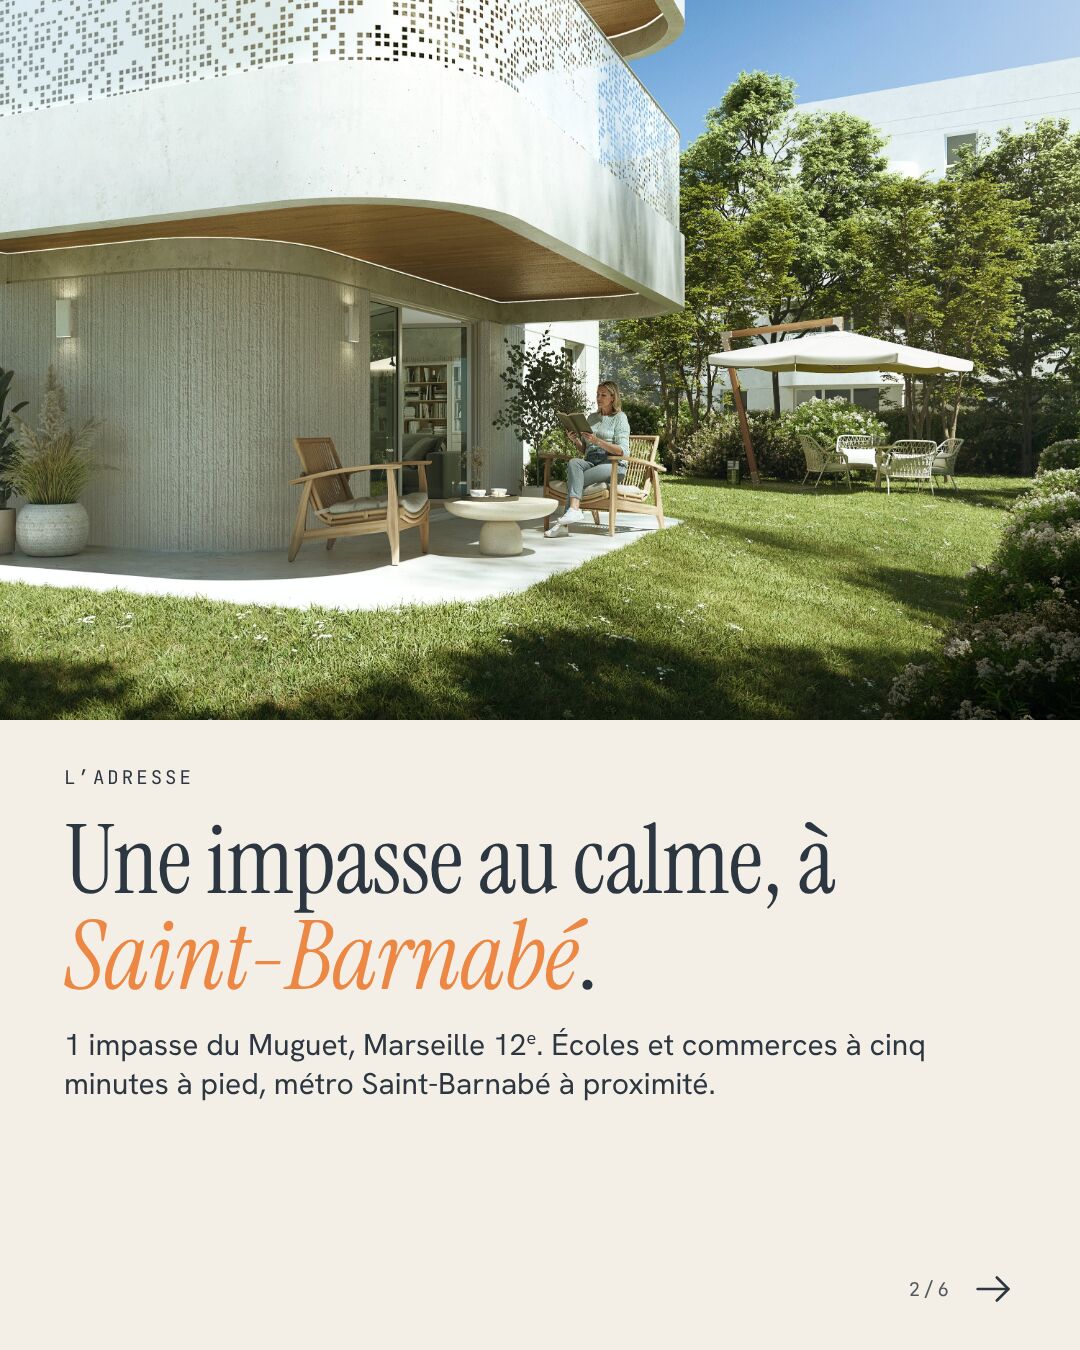 L’ADRESSE
Une impasse au calme, à
Saint-Barnabé.
1 impasse du Muguet, Marseille 12ᵉ. Écoles et commerces à cinq
minutes à pied, métro Saint-Barnabé à proximité.
2/6 →